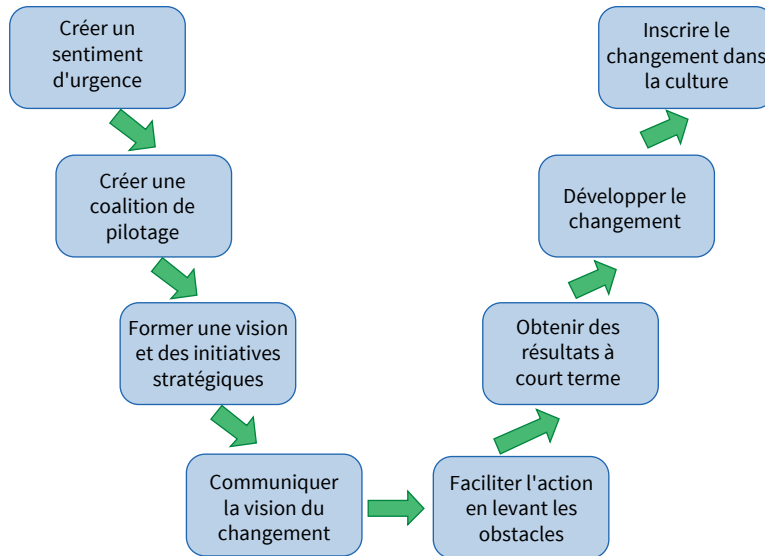 Créer un
sentiment
d'urgence
Créer une
coalition de
pilotage
Former une vision
et des initiatives
stratégiques
Communiquer
la vision du
changement
Faciliter l'action
en levant les
obstacles
Obtenir des
résultats à
court terme
Développer le
changement
Inscrire le
changement dans
la culture